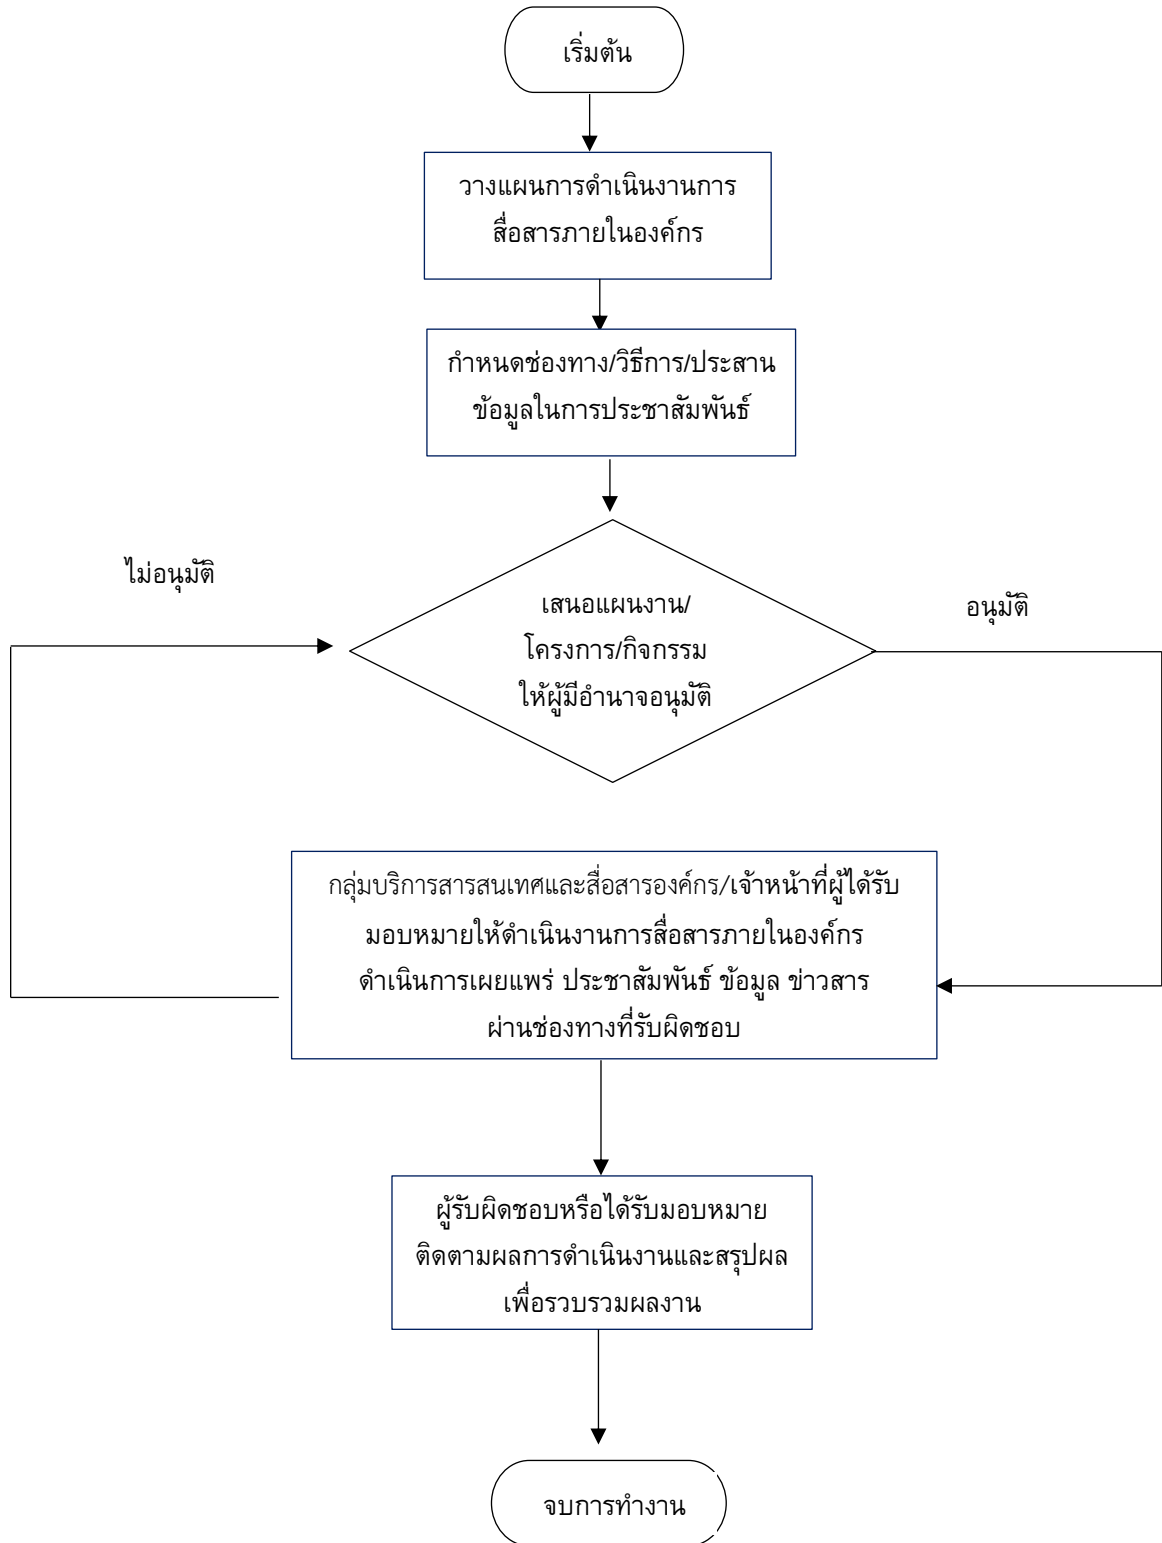 เริ่มต้น
วางแผนการดำเนินงานการ
สื่อสารภายในองค์กร
กำหนดช่องทาง/วิธีการ/ประสาน
ข้อมูลในการประชาสัมพันธ์
ไม่อนุมัติ
เสนอแผนงาน/
โครงการ/กิจกรรม
ให้ผู้มีอำนาจอนุมัติ
อนุมัติ
กลุ่มบริการสารสนเทศและสื่อสารองค์กร/เจ้าหน้าที่ผู้ได้รับ
มอบหมายให้ดำเนินงานการสื่อสารภายในองค์กร
ดำเนินการเผยแพร่ ประชาสัมพันธ์ ข้อมูล ข่าวสาร
ผ่านช่องทางที่รับผิดชอบ
ผู้รับผิดชอบหรือได้รับมอบหมาย
ติดตามผลการดำเนินงานและสรุปผล
เพื่อรวบรวมผลงาน
จบการทำงาน